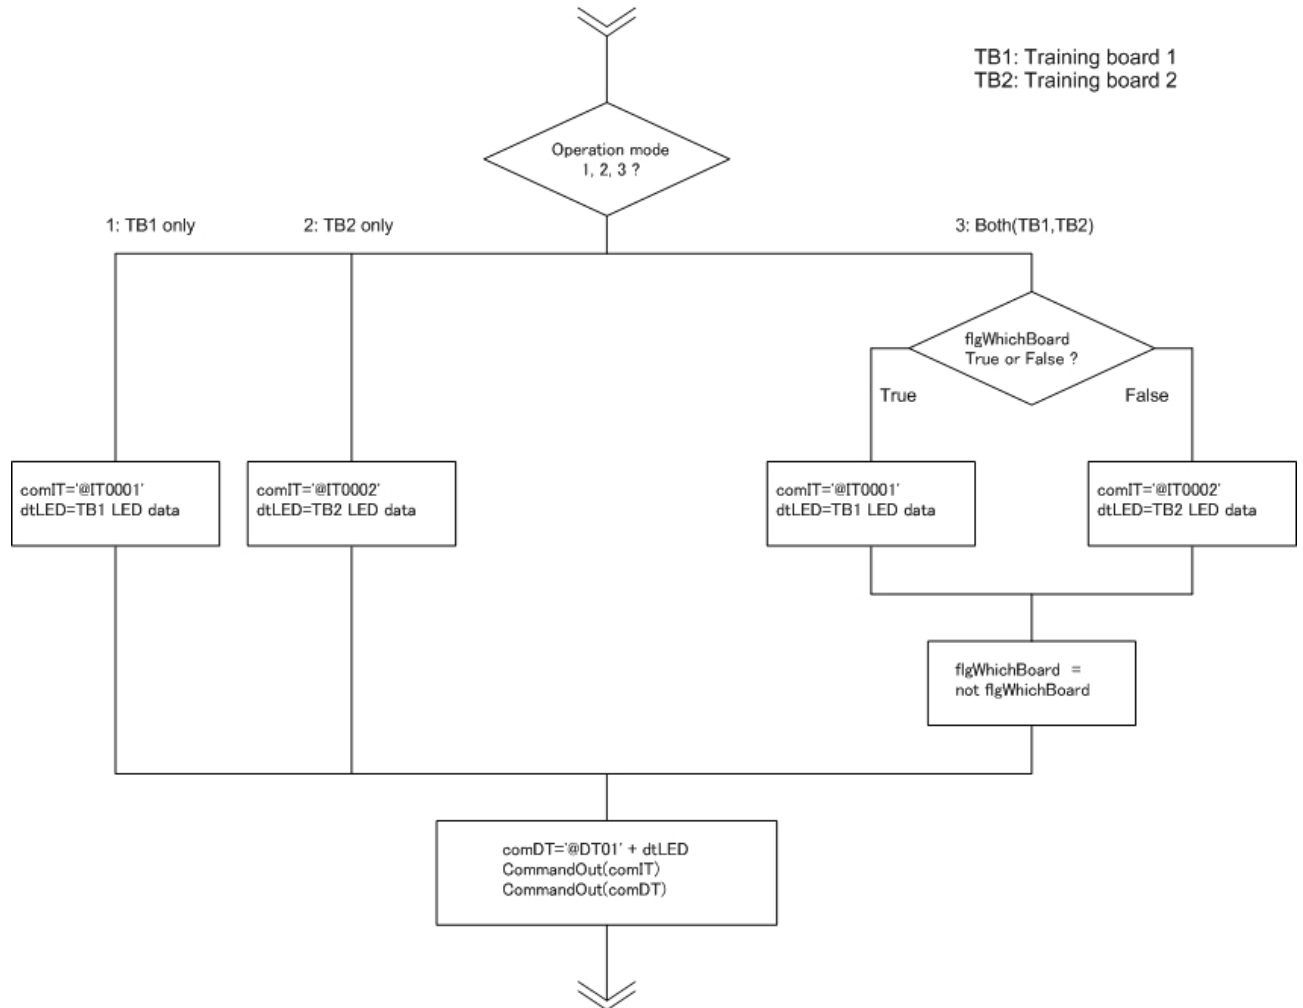 TB1: Training board 1
TB2: Training board 2
Operation mode
1, 2, 3 ?
1: TB1 only
2: TB2 only
3: Both(TB1,TB2)
flgWhichBoard
True or False ?
True
False
comIT='@IT0001'
dtLED=TB1 LED data
comIT='@IT0002'
dtLED=TB2 LED data
comIT='@IT0001'
dtLED=TB1 LED data
comIT='@IT0002'
dtLED=TB2 LED data
flgWhichBoard =
not flgWhichBoard
comDT='@DT01' + dtLED
CommandOut(comIT)
CommandOut(comDT)